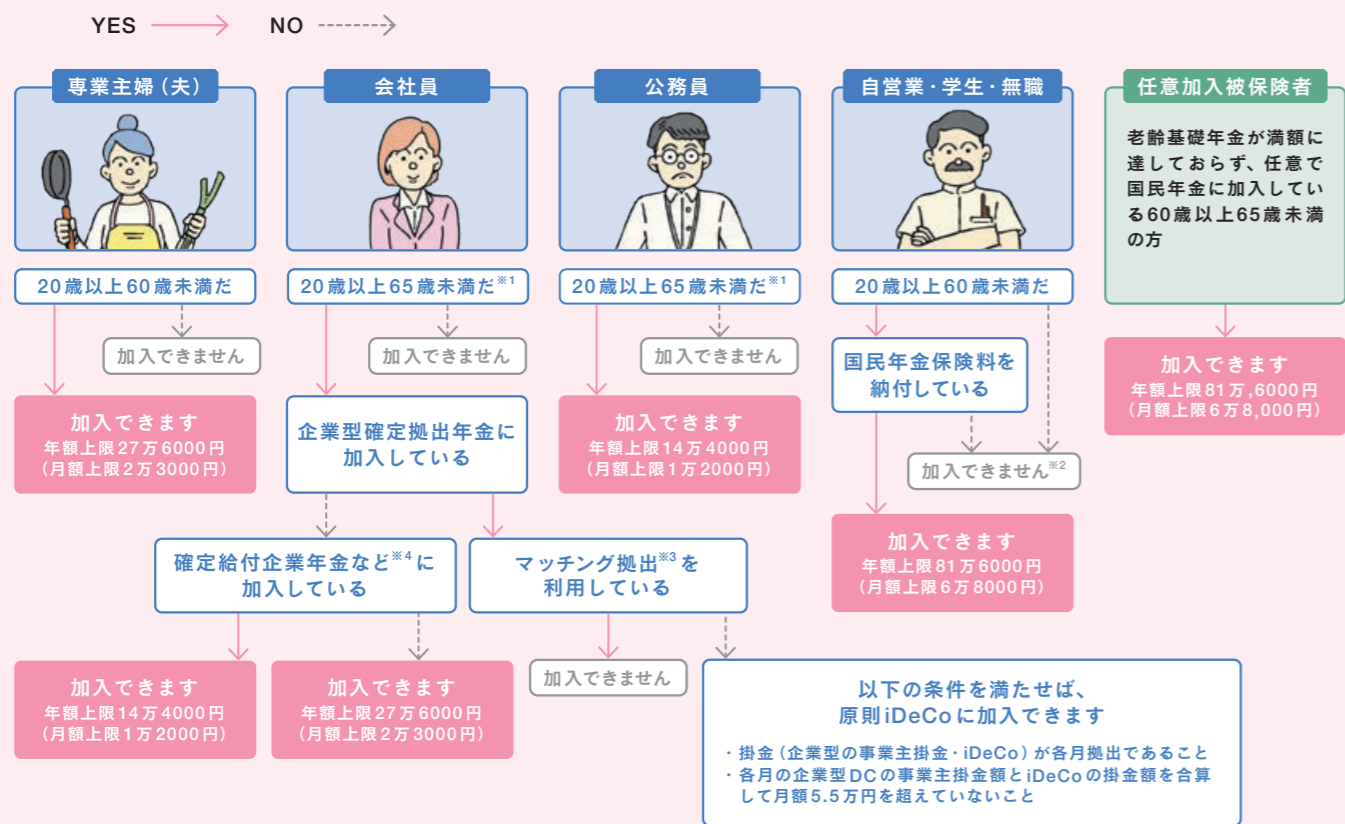 YES
NO
専業主婦（夫）
20歳以上60歳未満だ
加入できません
加入できます
年額上限27万6000円
（月額上限2万3000円）
会社員
20歳以上65歳未満だ※1
加入できません
企業型確定拠出年金に
加入している
確定給付企業年金など※4に
加入している
加入できます
年額上限14万4000円
（月額上限1万2000円）
加入できます
年額上限27万6000円
（月額上限2万3000円）
マッチング拠出※3を
利用している
加入できません
以下の条件を満たせば、
原則iDeCoに加入できます
・掛金（企業型の事業主掛金・iDeCo）が各月拠出であること
・各月の企業型DCの事業主掛金額とiDeCoの掛金額を合算
して月額5.5万円を超えていないこと
公務員
20歳以上65歳未満だ※1
加入できません
加入できます
年額上限14万4000円
（月額上限1万2000円）
自営業・学生・無職
20歳以上60歳未満だ
国民年金保険料を
納付している
加入できません※2
加入できます
年額上限81万6000円
（月額上限6万8000円）
任意加入被保険者
老齢基礎年金が満額に
達しておらず、任意で
国民年金に加入してい
る60歳以上65歳未満
の方
加入できます
年額上限81万,6000円
（月額上限6万8,000円）